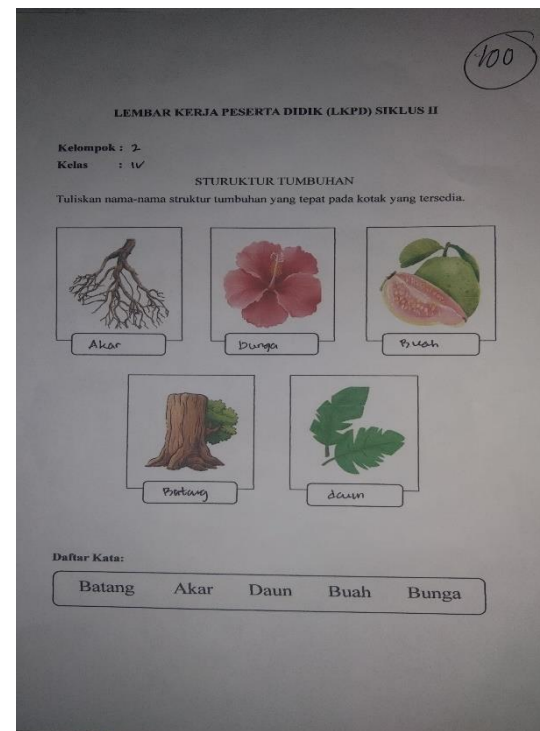 100
LEMBAR KERJA PESERTA DIDIK (LKPD) SIKLUS II
Kelompok : 2
Kelas : IV
STURUKTUR TUMBUHAN
Tuliskan nama-nama struktur tumbuhan yang tepat pada kotak yang tersedia.
Akar bunga Buah
Batang daun
Daftar Kata:
Batang Akar Daun Buah Bunga